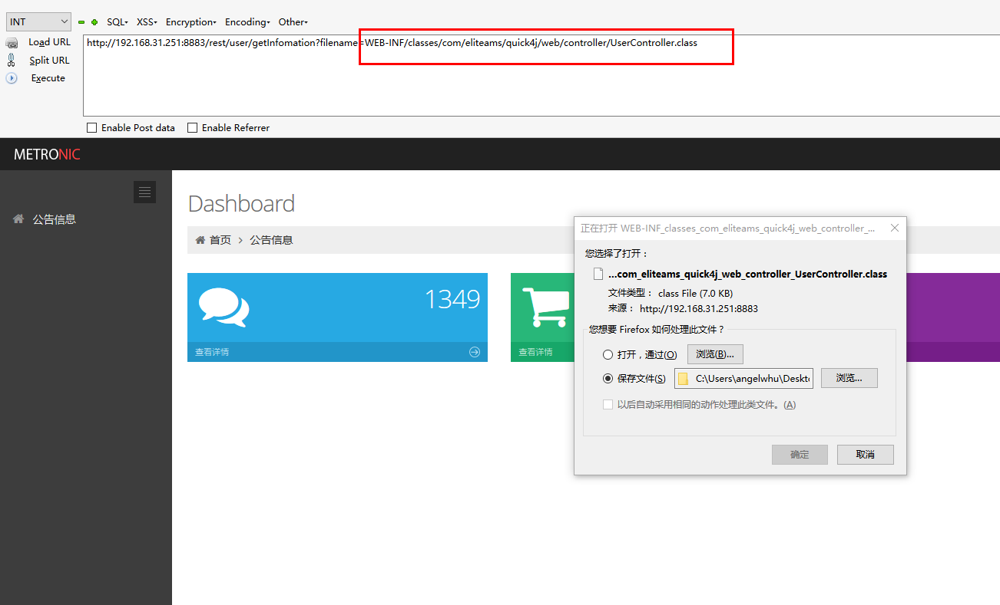 INT SQL XSS Encryption Encoding Other
Load URL
Split URL
Execute
http://192.168.31.251:8883/rest/user/getInfomation?filename=WEB-INF/classes/com/eliteams/quick4j/web/controller/UserController.class
Enable Post data Enable Referrer
METRONIC
公告信息
Dashboard
首页 > 公告信息
1349
查看详情
查看详情
正在打开 WEB-INF_classes_com_eliteams_quick4j_web_controller_...
您选择了打开：
...com_eliteams_quick4j_web_controller_UserController.class
文件类型： class File (7.0 KB)
来源： http://192.168.31.251:8883
您想要 Firefox 如何处理此文件？
打开，通过(O) 浏览(B)...
保存文件(S) C:\Users\angelwhu\Deskt 浏览...
以后自动采用相同的动作处理此类文件。(A)
确定 取消